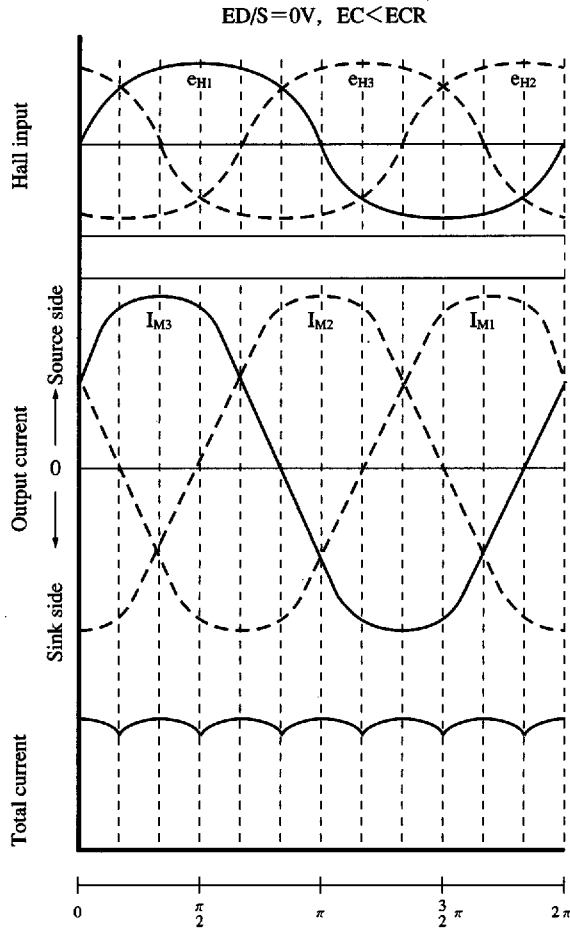 ED/S=0V, EC<ECR
Hall input
eH1
eH3
eH2
Output current
Sink side ← 0 → Source side
IM3
IM2
IM1
Total current
0
π/2
π
3/2 π
2π